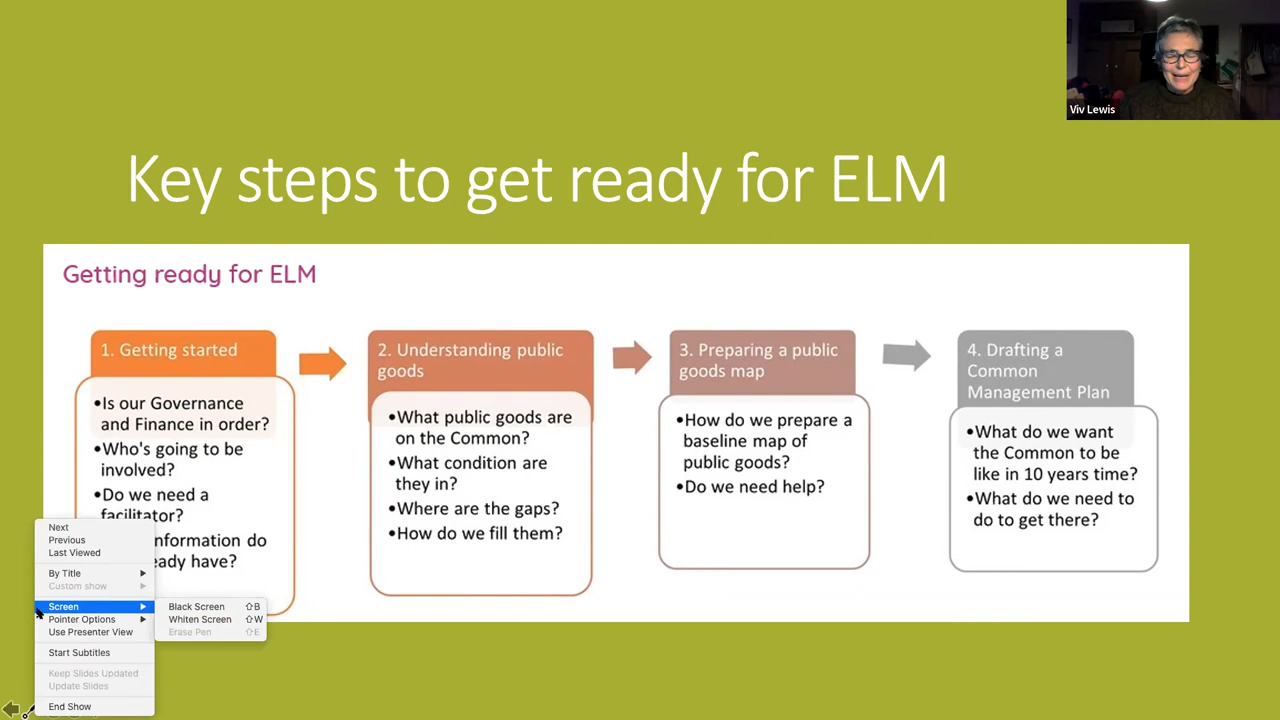 Viv Lewis
Key steps to get ready for ELM
Getting ready for ELM
1. Getting started
•Is our Governance
and Finance in order?
•Who's going to be
involved?
•Do we need a
facilitator?
nformation do
eady have?
2. Understanding public
goods
•What public goods are
on the Common?
•What condition are
they in?
•Where are the gaps?
•How do we fill them?
3. Preparing a public
goods map
•How do we prepare a
baseline map of
public goods?
•Do we need help?
4. Drafting a
Common
Management Plan
•What do we want
the Common to be
like in 10 years time?
•What do we need to
do to get there?
Next
Previous
Last Viewed
By Title
Custom show
Screen
Pointer Options
Use Presenter View
Start Subtitles
Keep Slides Updated
Update Slides
End Show
Black Screen ⇧B
Whiten Screen ⇧W
Erase Pen ⇧E